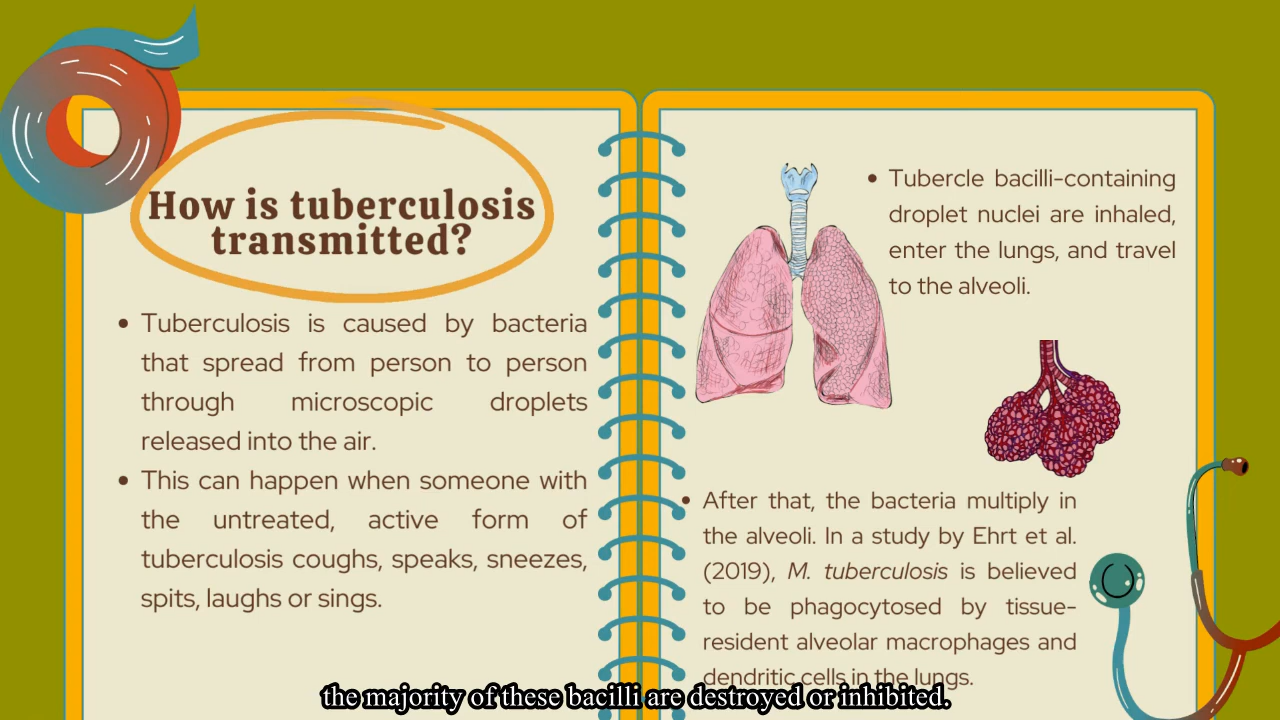 How is tuberculosis
transmitted?
• Tuberculosis is caused by bacteria
that spread from person to person
through microscopic droplets
released into the air.
• This can happen when someone with
the untreated, active form of
tuberculosis coughs, speaks, sneezes,
spits, laughs or sings.
• Tubercle bacilli-containing
droplet nuclei are inhaled,
enter the lungs, and travel
to the alveoli.
• After that, the bacteria multiply in
the alveoli. In a study by Ehrt et al.
(2019), M. tuberculosis is believed
to be phagocytosed by tissue-
resident alveolar macrophages and
dendritic cells in the lungs.
the majority of these bacilli are destroyed or inhibited.